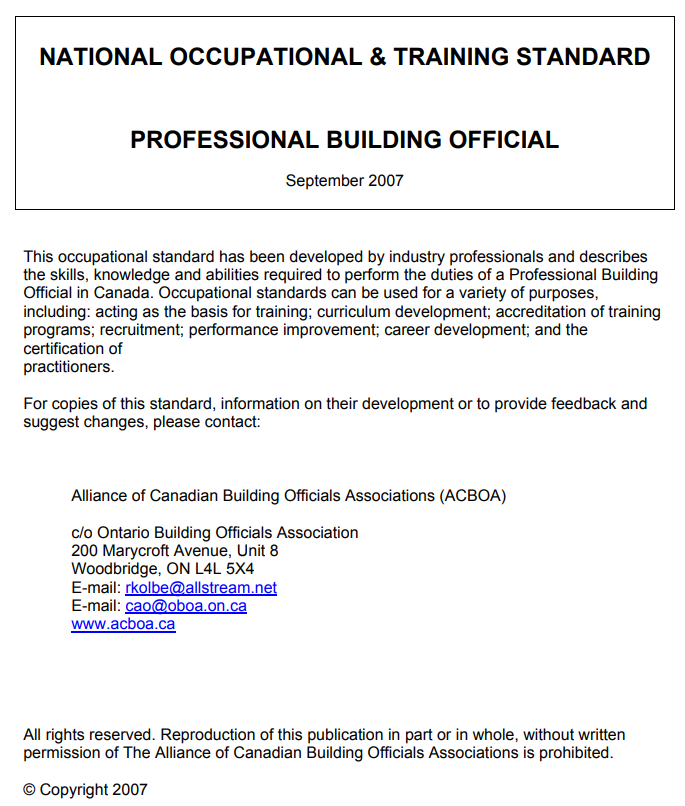 NATIONAL OCCUPATIONAL & TRAINING STANDARD
PROFESSIONAL BUILDING OFFICIAL
September 2007
This occupational standard has been developed by industry professionals and describes
the skills, knowledge and abilities required to perform the duties of a Professional Building
Official in Canada. Occupational standards can be used for a variety of purposes,
including: acting as the basis for training; curriculum development; accreditation of training
programs; recruitment; performance improvement; career development; and the
certification of
practitioners.
For copies of this standard, information on their development or to provide feedback and
suggest changes, please contact:
Alliance of Canadian Building Officials Associations (ACBOA)
c/o Ontario Building Officials Association
200 Marycroft Avenue, Unit 8
Woodbridge, ON L4L 5X4
E-mail: rkolbe@allstream.net
E-mail: cao@oboa.on.ca
www.acboa.ca
All rights reserved. Reproduction of this publication in part or in whole, without written
permission of The Alliance of Canadian Building Officials Associations is prohibited.
© Copyright 2007